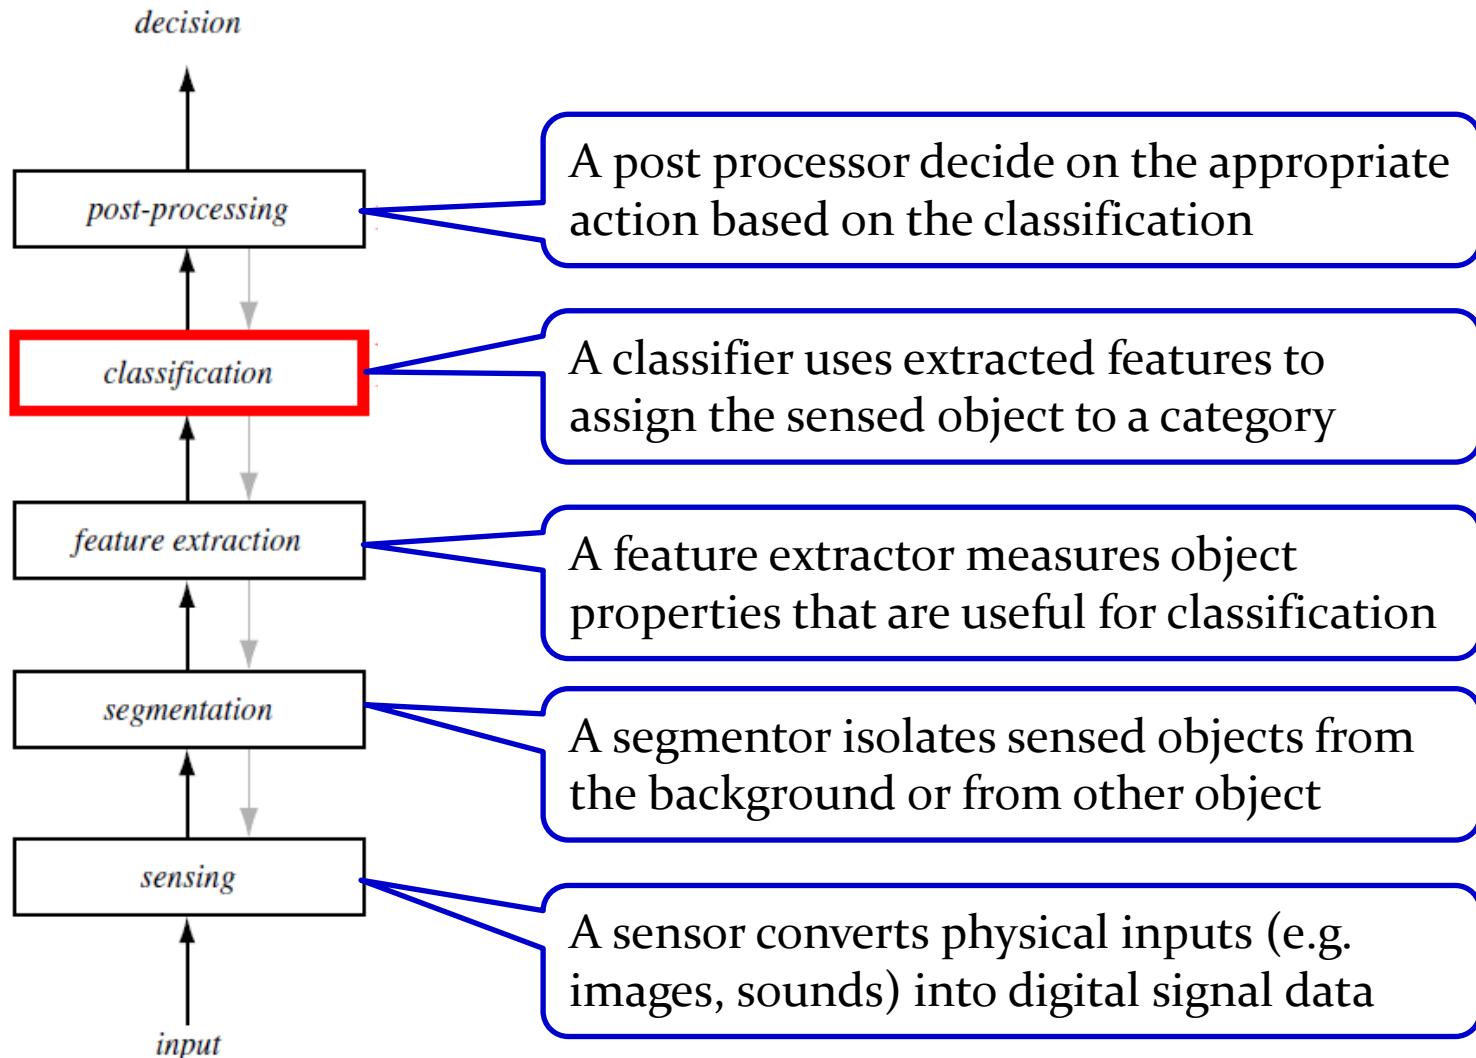 decision
post-processing
A post processor decide on the appropriate
action based on the classification
classification
A classifier uses extracted features to
assign the sensed object to a category
feature extraction
A feature extractor measures object
properties that are useful for classification
segmentation
A segmentor isolates sensed objects from
the background or from other object
sensing
A sensor converts physical inputs (e.g.
images, sounds) into digital signal data
input